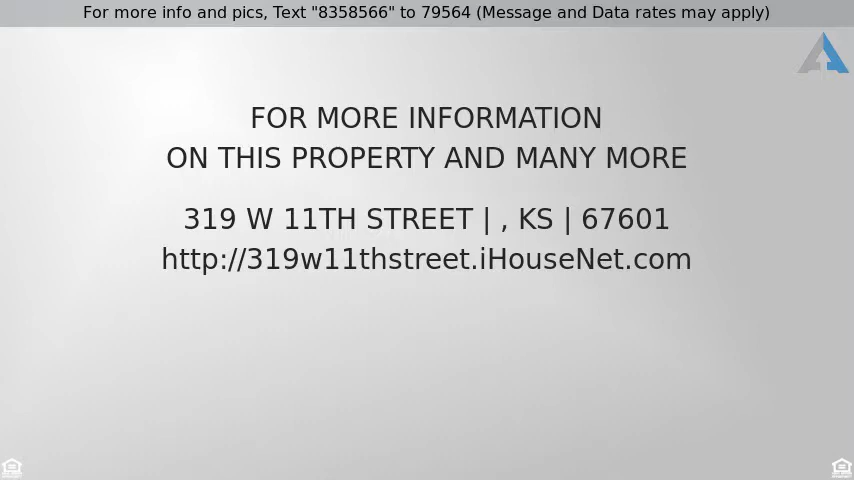 For more info and pics, Text "8358566" to 79564 (Message and Data rates may apply)
FOR MORE INFORMATION
ON THIS PROPERTY AND MANY MORE
319 W 11TH STREET | , KS | 67601
http://319w11thstreet.iHouseNet.com